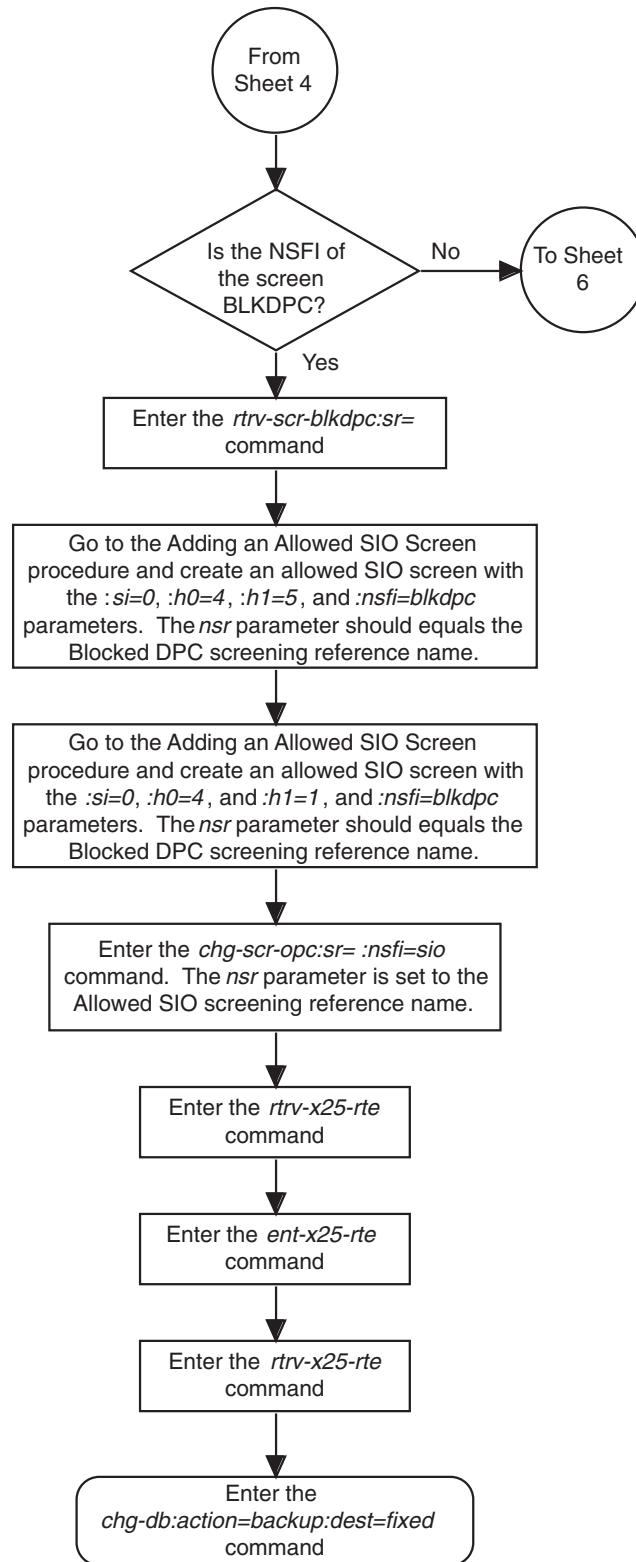 From
Sheet 4
Is the NSFI of
the screen
BLKDPC?
No
To Sheet
6
Yes
Enter the rtrv-scr-blkdpc:sr=
command
Go to the Adding an Allowed SIO Screen
procedure and create an allowed SIO screen with
the :si=0, :h0=4, :h1=5, and :nsfi=blkdpc
parameters. The nsr parameter should equals the
Blocked DPC screening reference name.
Go to the Adding an Allowed SIO Screen
procedure and create an allowed SIO screen with
the :si=0, :h0=4, and :h1=1, and :nsfi=blkdpc
parameters. The nsr parameter should equals the
Blocked DPC screening reference name.
Enter the chg-scr-opc:sr= :nsfi=sio
command. The nsr parameter is set to the
Allowed SIO screening reference name.
Enter the rtrv-x25-rte
command
Enter the ent-x25-rte
command
Enter the rtrv-x25-rte
command
Enter the
chg-db:action=backup:dest=fixed
command